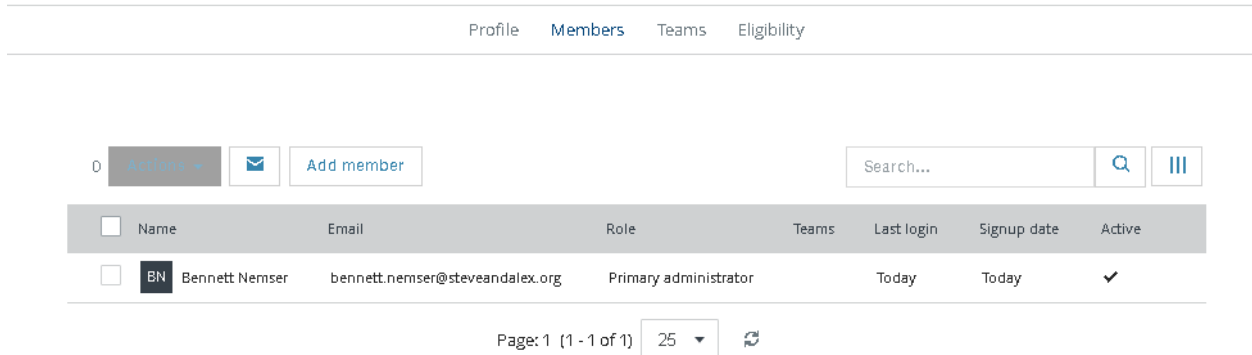 Profile Members Teams Eligibility
0 Actions Add member Search...
Name Email Role Teams Last login Signup date Active
BN Bennett Nemser bennett.nemser@steveandalex.org Primary administrator Today Today
Page: 1 (1 - 1 of 1) 25